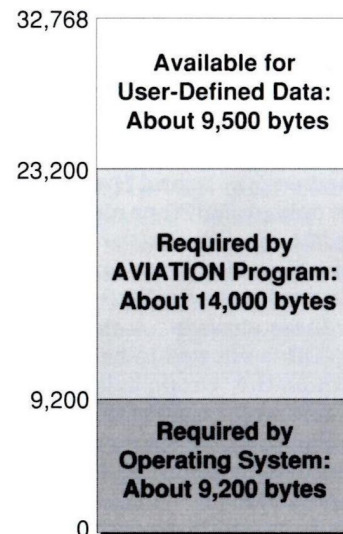 32,768
Available for
User-Defined Data:
About 9,500 bytes
23,200
Required by
AVIATION Program:
About 14,000 bytes
9,200
Required by
Operating System:
About 9,200 bytes
0